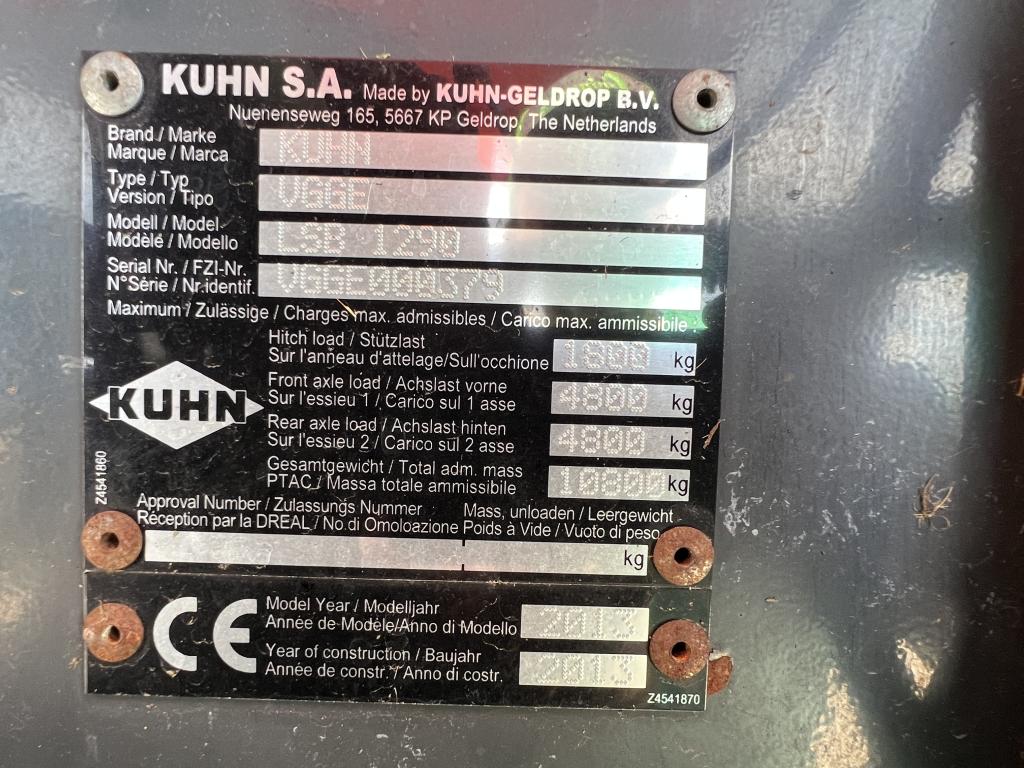 KUHN S.A. Made by KUHN-GELDROP B.V.
Nuenenseweg 165, 5667 KP Geldrop, The Netherlands
Brand / Marke
Marque / Marca
KUHN
Type / Typ
Version / Tipo
VGGE
Modell / Model
Modèle / Modello
LSB 1290
Serial Nr. / FZI-Nr.
N°Série / Nr.identif.
VGGE00A379
Maximum / Zulässige / Charges max. admissibles / Carico max. ammissibile
Hitch load / Stützlast
Sur l'anneau d'attelage/Sull'occhione
1800 kg
Front axle load / Achslast vorne
Sur l'essieu 1 / Carico sul 1 asse
4800 kg
KUHN
Rear axle load / Achslast hinten
Sur l'essieu 2 / Carico sul 2 asse
4800 kg
Gesamtgewicht / Total adm. mass
PTAC / Massa totale ammissibile
10800 kg
Z4541860
Approval Number / Zulassungs Nummer
Réception par la DREAL / No.di Omoloazione
Mass, unloaden / Leergewicht
Poids à Vide / Vuoto di peso
kg
CE
Model Year / Modelljahr
Année de Modèle/Anno di Modello
2013
Year of construction / Baujahr
Année de constr. / Anno di costr.
2013
Z4541870